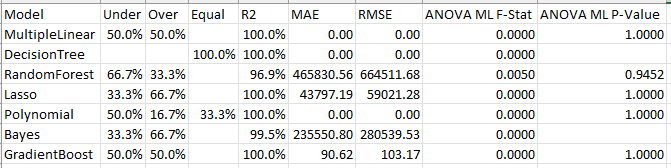 Model Under Over Equal R2 MAE RMSE ANOVA ML F-Stat ANOVA ML P-Value
MultipleLinear 50.0% 50.0% 100.0% 0.00 0.00 0.0000 1.0000
DecisionTree 100.0% 100.0% 0.00 0.00 0.0000
RandomForest 66.7% 33.3% 96.9% 465830.56 664511.68 0.0050 0.9452
Lasso 33.3% 66.7% 100.0% 43797.19 59021.28 0.0000 1.0000
Polynomial 50.0% 16.7% 33.3% 100.0% 0.00 0.00 0.0000 1.0000
Bayes 33.3% 66.7% 99.5% 235550.80 280539.53 0.0000
GradientBoost 50.0% 50.0% 100.0% 90.62 103.17 0.0000 1.0000